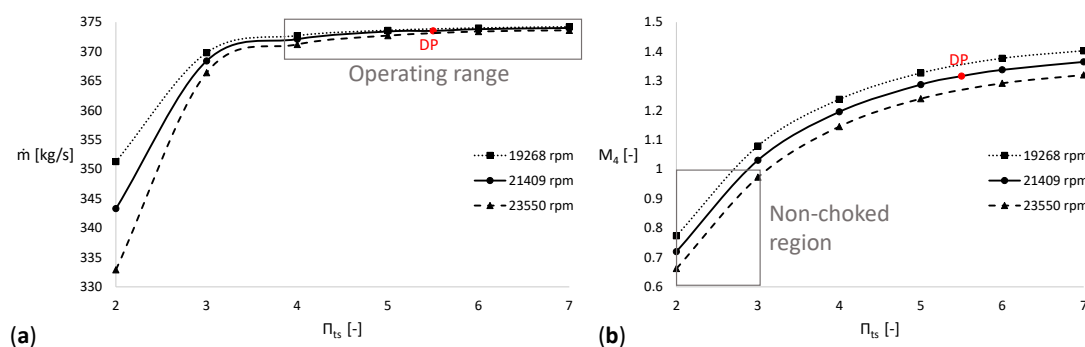 375
370
365
360
355
350
345
340
335
330
ṁ [kg/s]
DP
Operating range
19268 rpm
21409 rpm
23550 rpm
2 3 4 5 6 7
Π_ts [-]
(a)
1.5
1.4
1.3
1.2
1.1
1
0.9
0.8
0.7
0.6
M_4 [-]
DP
Non-choked
region
19268 rpm
21409 rpm
23550 rpm
2 3 4 5 6 7
Π_ts [-]
(b)